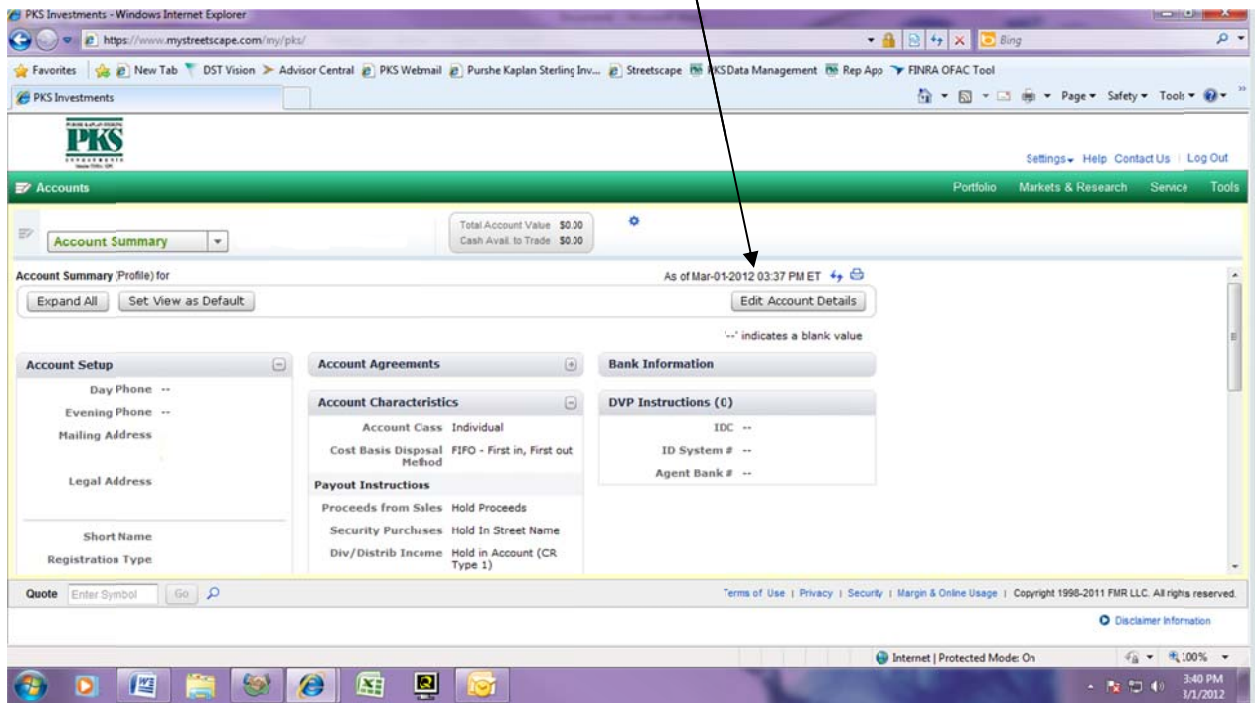 PKS Investments - Windows Internet Explorer
https://www.mystreetscape.com/my/pks/
Bing
Favorites New Tab DST Vision Advisor Central PKS Webmail Purshe Kaplan Sterling Inv... Streetscape PKSData Management Rep App FINRA OFAC Tool
PKS Investments
Page Safety Tools
PKS
INVESTMENTS
Settings Help Contact Us | Log Out
Accounts Portfolio Markets & Research Service Tools
Total Account Value $0.00
Account Summary
Cash Avail. to Trade $0.00
Account Summary (Profile) for As of Mar-01-2012 03:37 PM ET
Expand All Set View as Default Edit Account Details
'--' indicates a blank value
Account Setup
Day Phone --
Evening Phone --
Mailing Address
Legal Address
Short Name
Registration Type
Account Agreements
Account Characteristics
Account Class Individual
Cost Basis Disposal FIFO - First in, First out
Method
Payout Instructions
Proceeds from Sales Hold Proceeds
Security Purchases Hold In Street Name
Div/Distrib Income Hold in Account (CR
Type 1)
Bank Information
DVP Instructions (0)
IDC --
ID System # --
Agent Bank # --
Quote Enter Symbol Go Terms of Use | Privacy | Security | Margin & Online Usage | Copyright 1998-2011 FMR LLC. All rights reserved.
Disclaimer Information
Internet | Protected Mode: On 100%
3:40 PM
3/1/2012